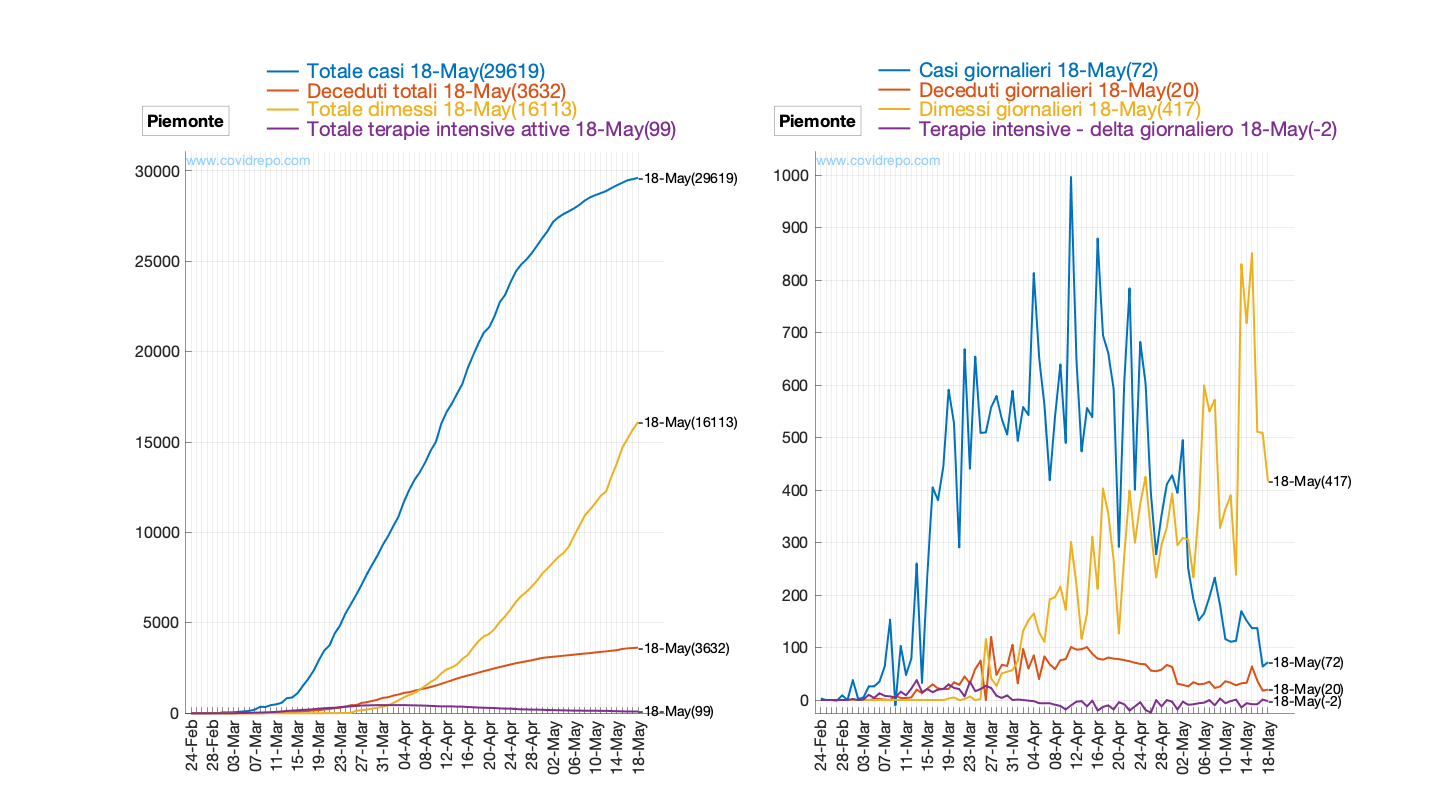 Totale casi 18-May(29619)
Deceduti totali 18-May(3632)
Totale dimessi 18-May(16113)
Totale terapie intensive attive 18-May(99)
Piemonte
www.covidrepo.com
30000
25000
20000
15000
10000
5000
0
18-May(29619)
18-May(16113)
18-May(3632)
18-May(99)
24-Feb
28-Feb
03-Mar
07-Mar
11-Mar
15-Mar
19-Mar
23-Mar
27-Mar
31-Mar
04-Apr
08-Apr
12-Apr
16-Apr
20-Apr
24-Apr
28-Apr
02-May
06-May
10-May
14-May
18-May
Casi giornalieri 18-May(72)
Deceduti giornalieri 18-May(20)
Dimessi giornalieri 18-May(417)
Terapie intensive - delta giornaliero 18-May(-2)
Piemonte
www.covidrepo.com
1000
900
800
700
600
500
400
300
200
100
0
18-May(417)
18-May(72)
18-May(20)
18-May(-2)
24-Feb
28-Feb
03-Mar
07-Mar
11-Mar
15-Mar
19-Mar
23-Mar
27-Mar
31-Mar
04-Apr
08-Apr
12-Apr
16-Apr
20-Apr
24-Apr
28-Apr
02-May
06-May
10-May
14-May
18-May